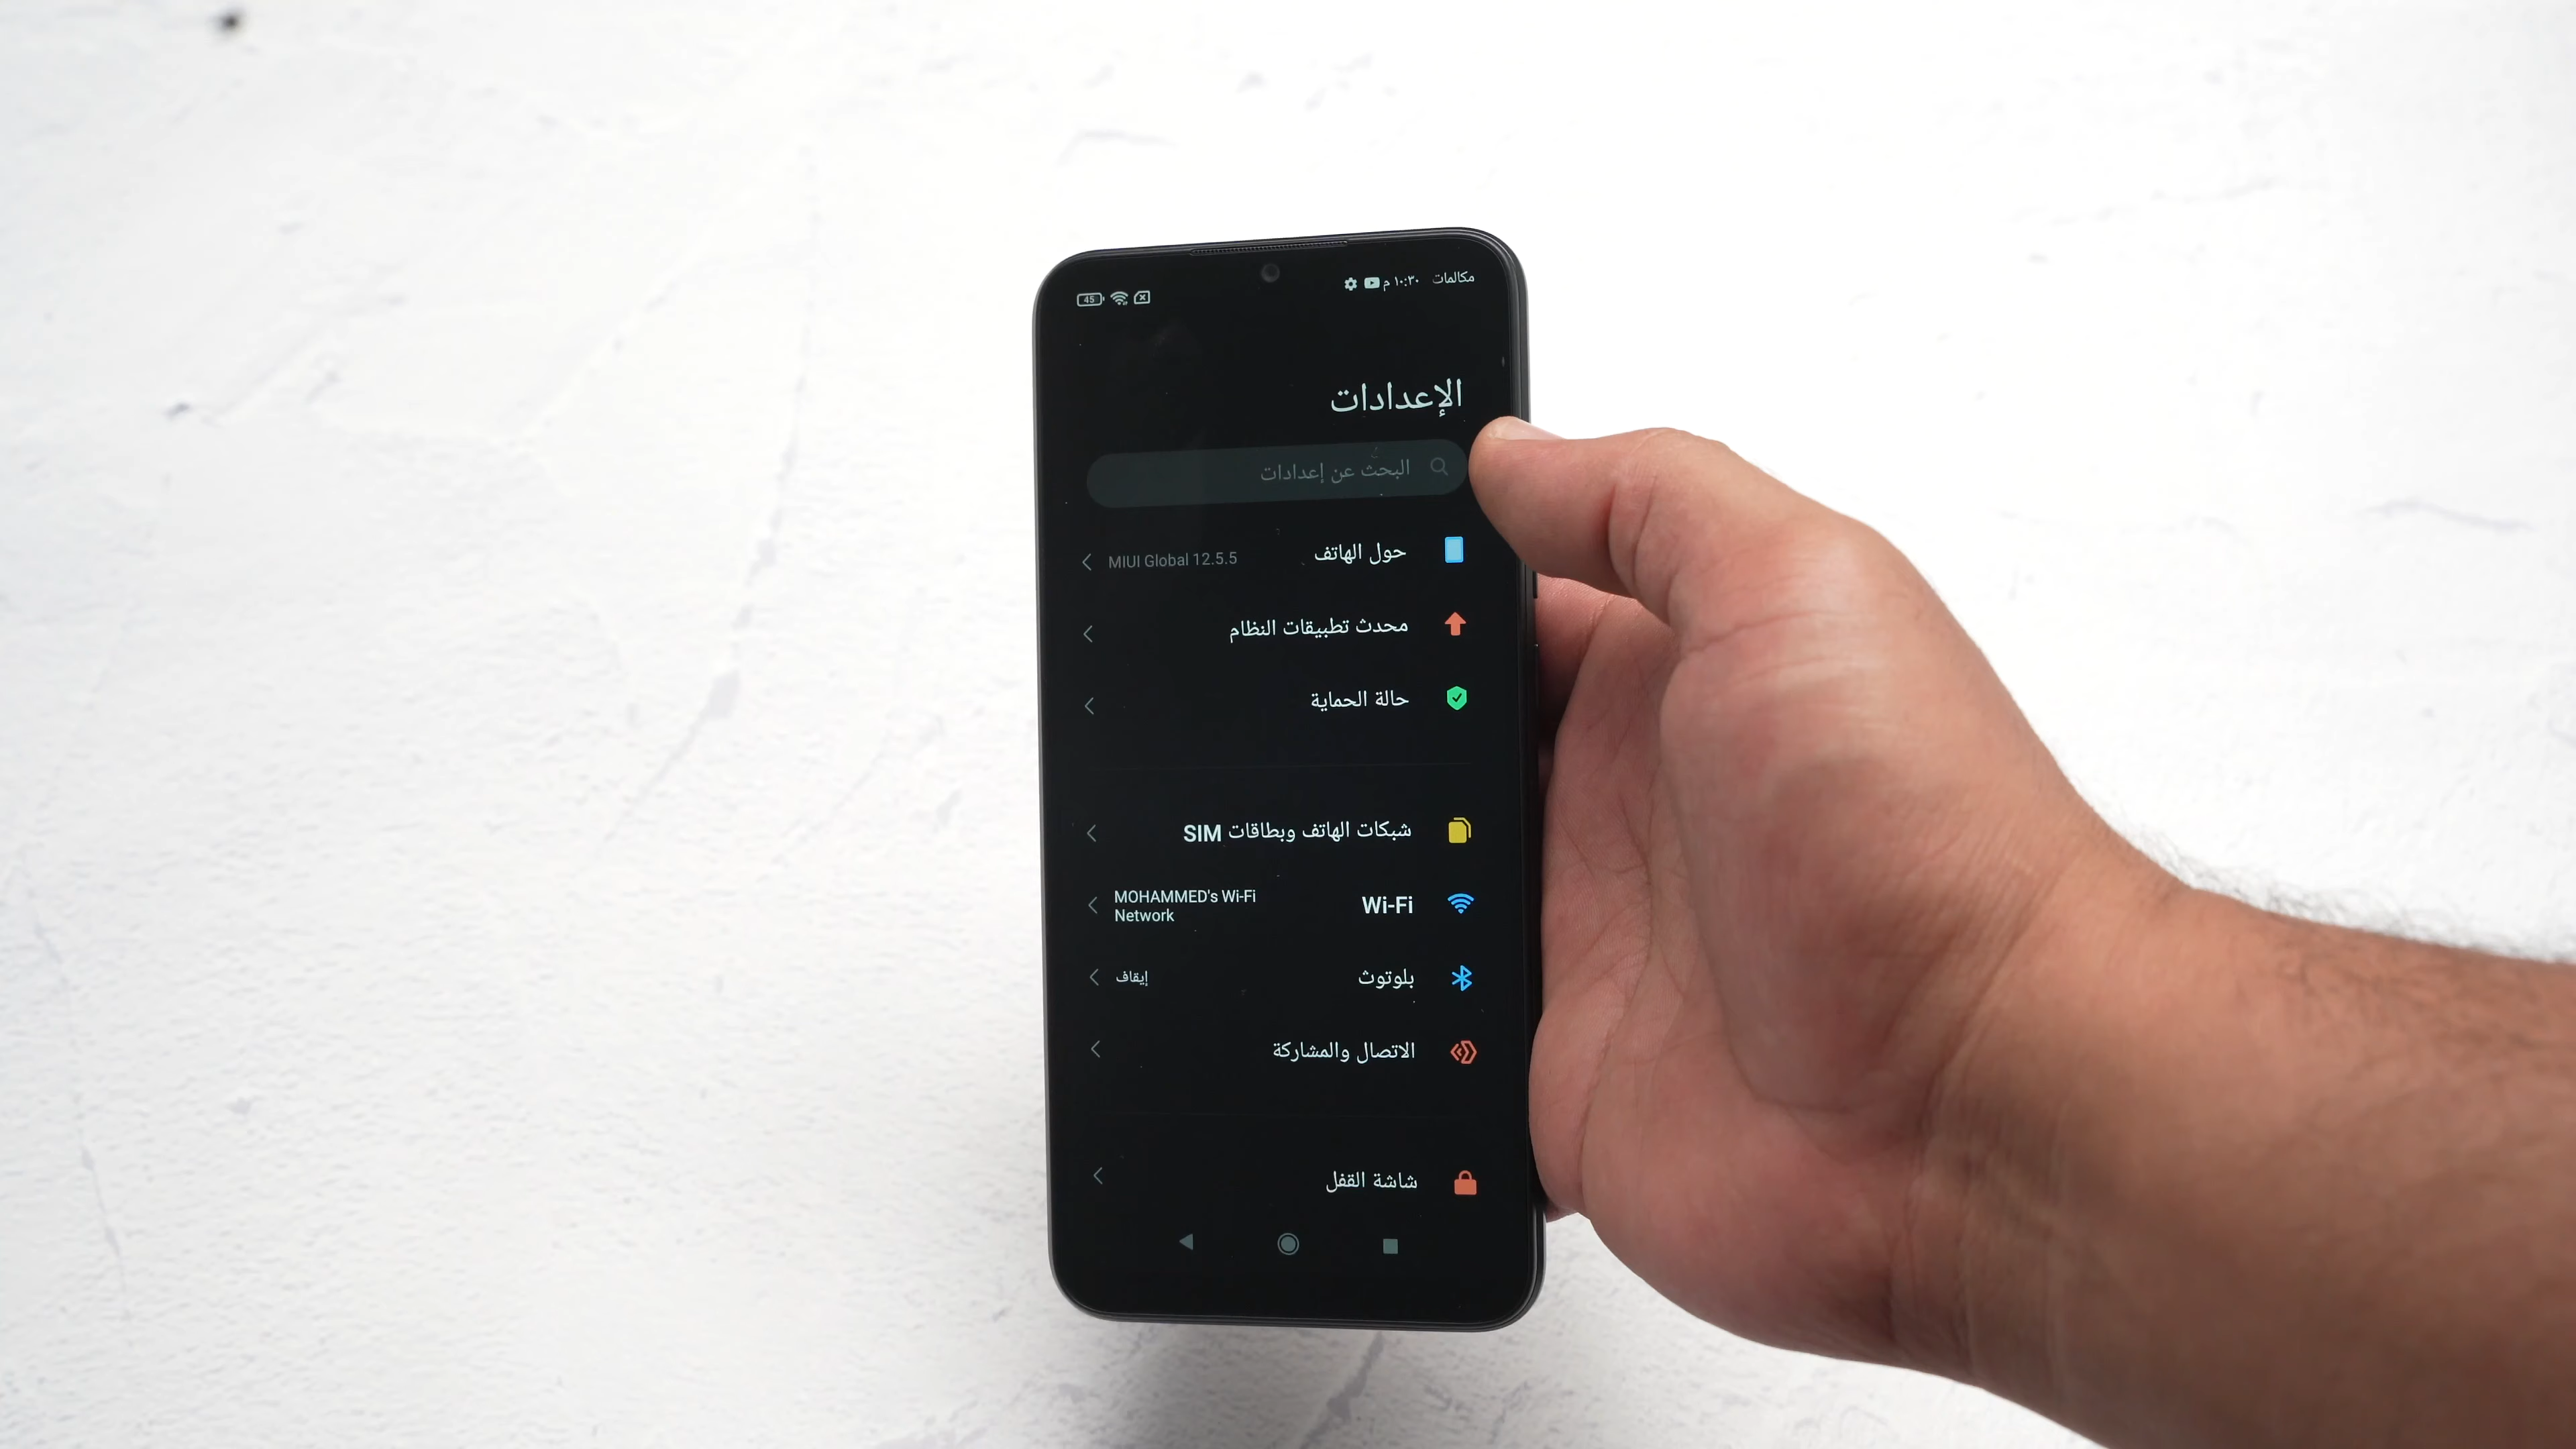 مكالمات ١٠:٣٠ م
45
الإعدادات
البحث عن إعدادات
حول الهاتف MIUI Global 12.5.5
محدث تطبيقات النظام
حالة الحماية
شبكات الهاتف وبطاقات SIM
Wi-Fi MOHAMMED's Wi-Fi
Network
بلوتوث إيقاف
الاتصال والمشاركة
شاشة القفل